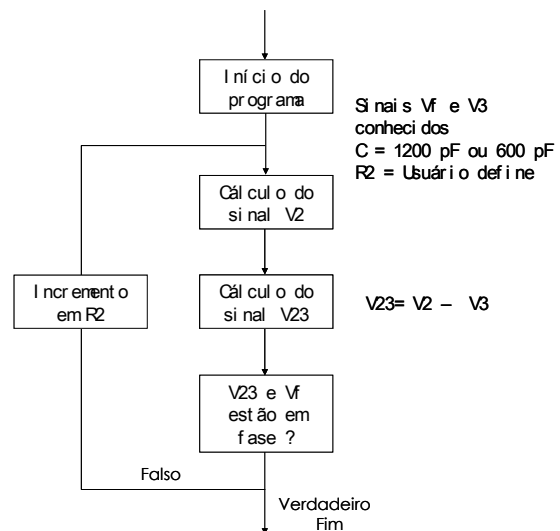 Início do
programa
Sinais Vf e V3
conhecidos
C = 1200 pF ou 600 pF
R2 = Usuário define
Cálculo do
sinal V2
Incremento
em R2
Cálculo do
sinal V23
V23= V2 – V3
V23 e Vf
estão em
fase ?
Falso
Verdadeiro
Fim